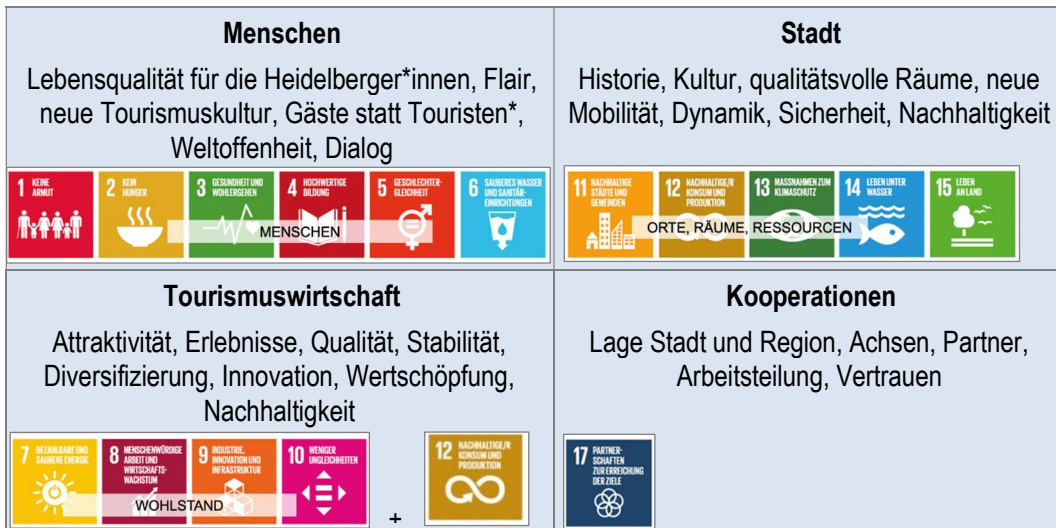 Menschen
Lebensqualität für die Heidelberger*innen, Flair,
neue Tourismuskultur, Gäste statt Touristen*,
Weltoffenheit, Dialog
1 KEINE
ARMUT
2 KEIN
HUNGER
3 GESUNDHEIT UND
WOHLERGEHEN
4 HOCHWERTIGE
BILDUNG
5 GESCHLECHTER-
GLEICHHEIT
6 SAUBERES WASSER
UND SANITÄR-
EINRICHTUNGEN
MENSCHEN
Stadt
Historie, Kultur, qualitätsvolle Räume, neue
Mobilität, Dynamik, Sicherheit, Nachhaltigkeit
11 NACHHALTIGE
STÄDTE UND
GEMEINDEN
12 NACHHALTIGE/R
KONSUM UND
PRODUKTION
13 MASSNAHMEN ZUM
KLIMASCHUTZ
14 LEBEN UNTER
WASSER
15 LEBEN
AN LAND
ORTE, RÄUME, RESSOURCEN
Tourismuswirtschaft
Attraktivität, Erlebnisse, Qualität, Stabilität,
Diversifizierung, Innovation, Wertschöpfung,
Nachhaltigkeit
7 BEZAHLBARE UND
SAUBERE ENERGIE
8 MENSCHENWÜRDIGE
ARBEIT UND
WIRTSCHAFTS-
WACHSTUM
9 INDUSTRIE,
INNOVATION UND
INFRASTRUKTUR
10 WENIGER
UNGLEICHHEITEN
WOHLSTAND
+
12 NACHHALTIGE/R
KONSUM UND
PRODUKTION
Kooperationen
Lage Stadt und Region, Achsen, Partner,
Arbeitsteilung, Vertrauen
17 PARTNER-
SCHAFTEN
ZUR ERREICHUNG
DER ZIELE